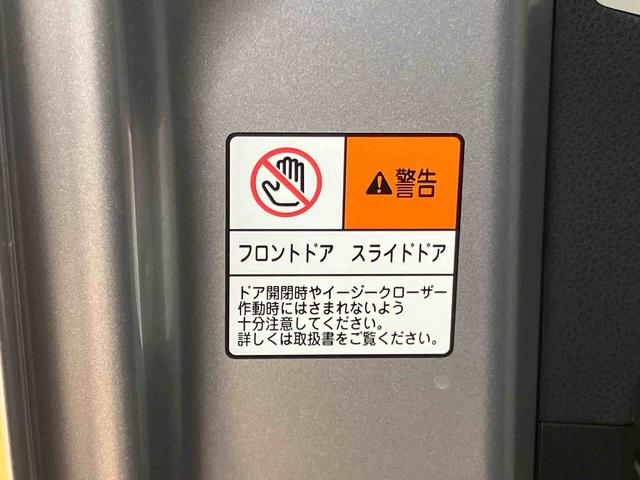 警告
フロントドア　スライドドア
ドア開閉時やイージークローザー
作動時にはさまれないよう
十分注意してください。
詳しくは取扱書をご覧ください。